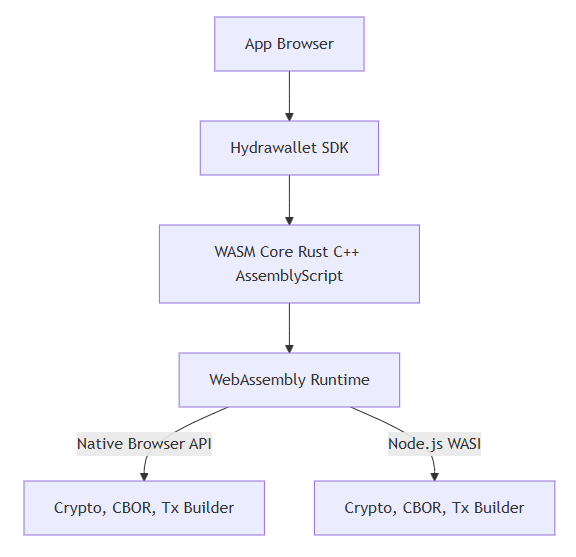 App Browser
Hydrawallet SDK
WASM Core Rust C++
AssemblyScript
WebAssembly Runtime
Native Browser API
Node.js WASI
Crypto, CBOR, Tx Builder
Crypto, CBOR, Tx Builder